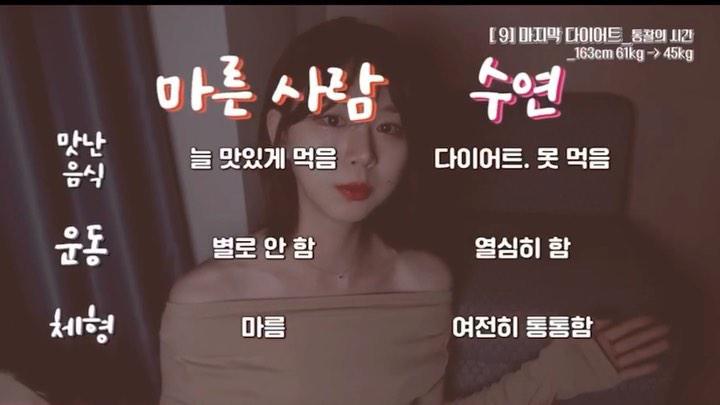 [ 9] 마지막 다이어트_통찰의 시간
_163cm 61kg -> 45kg
마른 사람 수연
맛난
음식 늘 맛있게 먹음 다이어트. 못 먹음
운동 별로 안 함 열심히 함
체형 마름 여전히 통통함